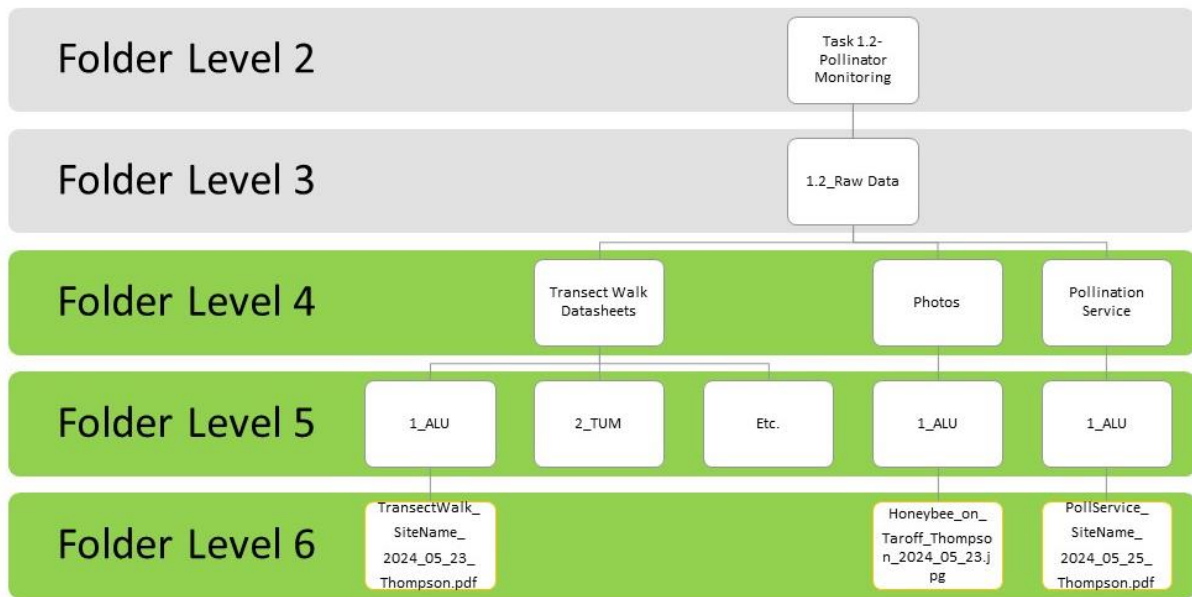 Folder Level 2
Task 1.2-
Pollinator
Monitoring
Folder Level 3
1.2_Raw Data
Folder Level 4
Transect Walk
Datasheets
Photos
Pollination
Service
Folder Level 5
1_ALU
2_TUM
Etc.
1_ALU
1_ALU
Folder Level 6
TransectWalk_
SiteName_
2024_05_23_
Thompson.pdf
Honeybee_on_
Taroff_Thompso
n_2024_05_23.j
pg
PollService_
SiteName_
2024_05_25_
Thompson.pdf